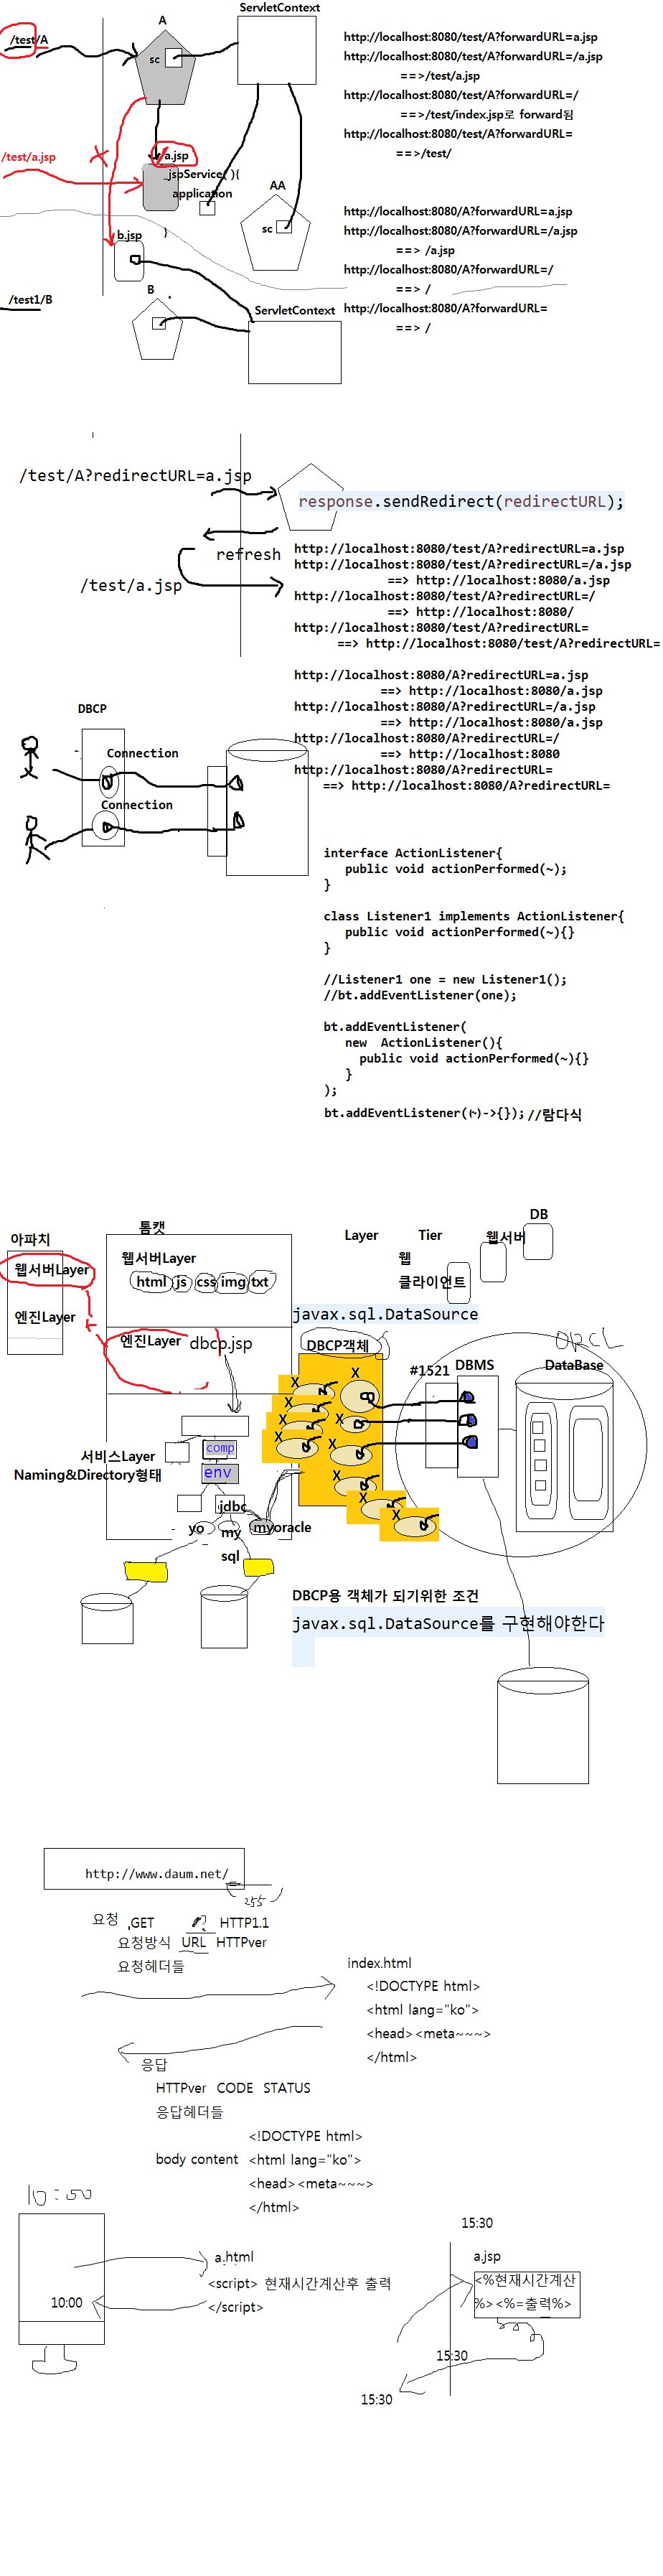 ServletContext
A
/test/A
sc
http://localhost:8080/test/A?forwardURL=a.jsp
http://localhost:8080/test/A?forwardURL=/a.jsp
==>/test/a.jsp
http://localhost:8080/test/A?forwardURL=/
==>/test/index.jsp로 forward됨
http://localhost:8080/test/A?forwardURL=
==>/test/
/test/a.jsp
a.jsp
_jspService( ){
application
}
AA
sc
b.jsp
http://localhost:8080/A?forwardURL=a.jsp
http://localhost:8080/A?forwardURL=/a.jsp
==> /a.jsp
http://localhost:8080/A?forwardURL=/
==> /
http://localhost:8080/A?forwardURL=
==> /
/test1/B
B
ServletContext
/test/A?redirectURL=a.jsp
response.sendRedirect(redirectURL);
refresh
/test/a.jsp
http://localhost:8080/test/A?redirectURL=a.jsp
http://localhost:8080/test/A?redirectURL=/a.jsp
==> http://localhost:8080/a.jsp
http://localhost:8080/test/A?redirectURL=/
==> http://localhost:8080/
http://localhost:8080/test/A?redirectURL=
==> http://localhost:8080/test/A?redirectURL=
http://localhost:8080/A?redirectURL=a.jsp
==> http://localhost:8080/a.jsp
http://localhost:8080/A?redirectURL=/a.jsp
==> http://localhost:8080/a.jsp
http://localhost:8080/A?redirectURL=/
==> http://localhost:8080
http://localhost:8080/A?redirectURL=
==> http://localhost:8080/A?redirectURL=
DBCP
Connection
Connection
interface ActionListener{
public void actionPerformed(~);
}
class Listener1 implements ActionListener{
public void actionPerformed(~){}
}
//Listener1 one = new Listener1();
//bt.addEventListener(one);
bt.addEventListener(
new  ActionListener(){
public void actionPerformed(~){}
}
);
bt.addEventListener((~)->{}); //람다식
아파치
웹서버Layer
엔진Layer
톰캣
웹서버Layer
html js css img txt
엔진Layer dbcp.jsp
Layer Tier
웹
클라이언트
웹서버
DB
javax.sql.DataSource
DBCP객체
X X
X
X X
X
X
X
X
#1521 DBMS
DataBase
서비스Layer
Naming&Directory형태
comp
env
jdbc
yo my myoracle
sql
DBCP용 객체가 되기위한 조건
javax.sql.DataSource를 구현해야한다
http://www.daum.net/
255
요청 GET HTTP1.1
요청방식 URL HTTPver
요청헤더들
index.html
<!DOCTYPE html>
<html lang="ko">
<head><meta~~~>
</html>
응답
HTTPver CODE STATUS
응답헤더들
body content
<!DOCTYPE html>
<html lang="ko">
<head><meta~~~>
</html>
10:00
a.html
<script> 현재시간계산후 출력
</script>
15:30
a.jsp
<%현재시간계산
%><%=출력%>
15:30
15:30